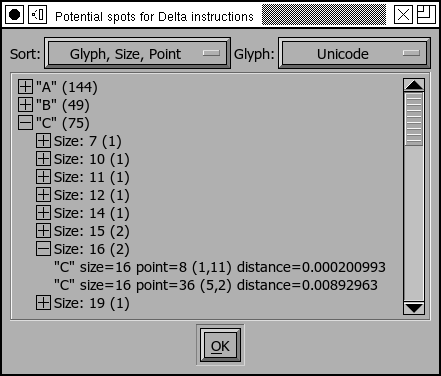 Potential spots for Delta instructions
Sort: Glyph, Size, Point Glyph: Unicode
"A" (144)
"B" (49)
"C" (75)
Size: 7 (1)
Size: 10 (1)
Size: 11 (1)
Size: 12 (1)
Size: 14 (1)
Size: 15 (2)
Size: 16 (2)
"C" size=16 point=8 (1,11) distance=0.000200993
"C" size=16 point=36 (5,2) distance=0.00892963
Size: 19 (1)
OK